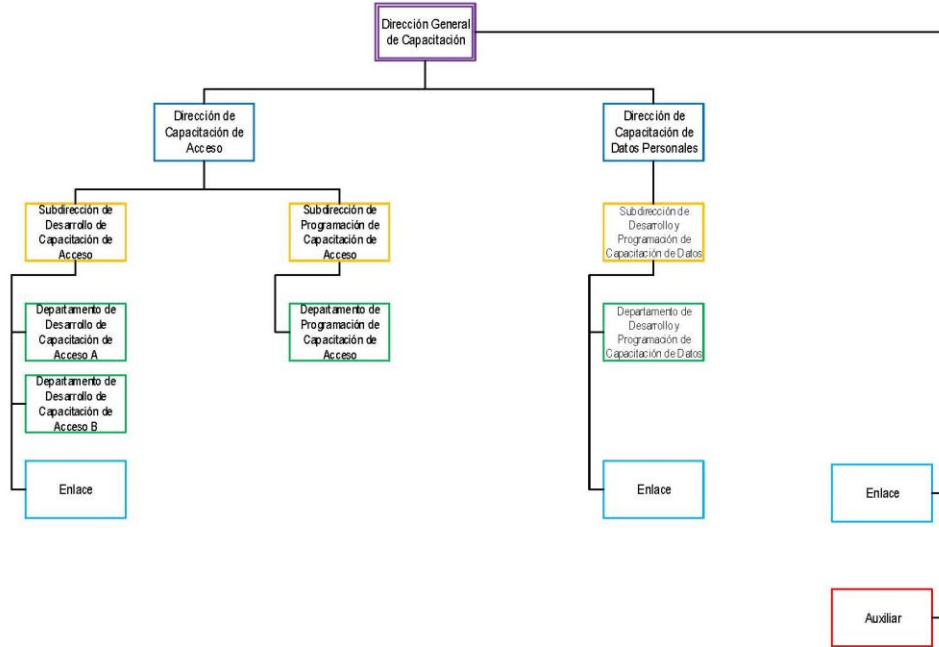 Dirección General
de Capacitación
Dirección de
Capacitación de
Acceso
Dirección de
Capacitación de
Datos Personales
Subdirección de
Desarrollo de
Capacitación de
Acceso
Subdirección de
Programación de
Capacitación de
Acceso
Subdirección de
Desarrollo y
Programación de
Capacitación de Datos
Departamento de
Desarrollo de
Capacitación de
Acceso A
Departamento de
Programación de
Capacitación de
Acceso
Departamento de
Desarrollo y
Programación de
Capacitación de Datos
Departamento de
Desarrollo de
Capacitación de
Acceso B
Enlace
Enlace
Enlace
Auxiliar